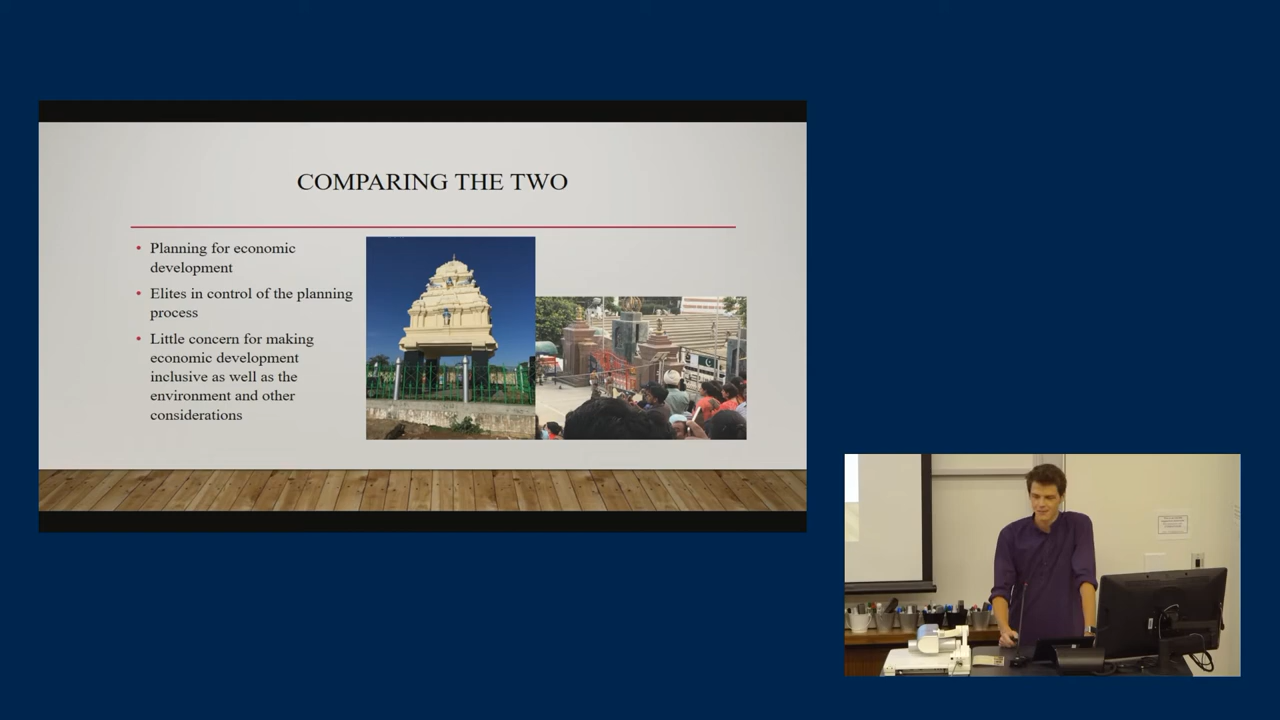 COMPARING THE TWO
• Planning for economic
development
• Elites in control of the planning
process
• Little concern for making
economic development
inclusive as well as the
environment and other
considerations